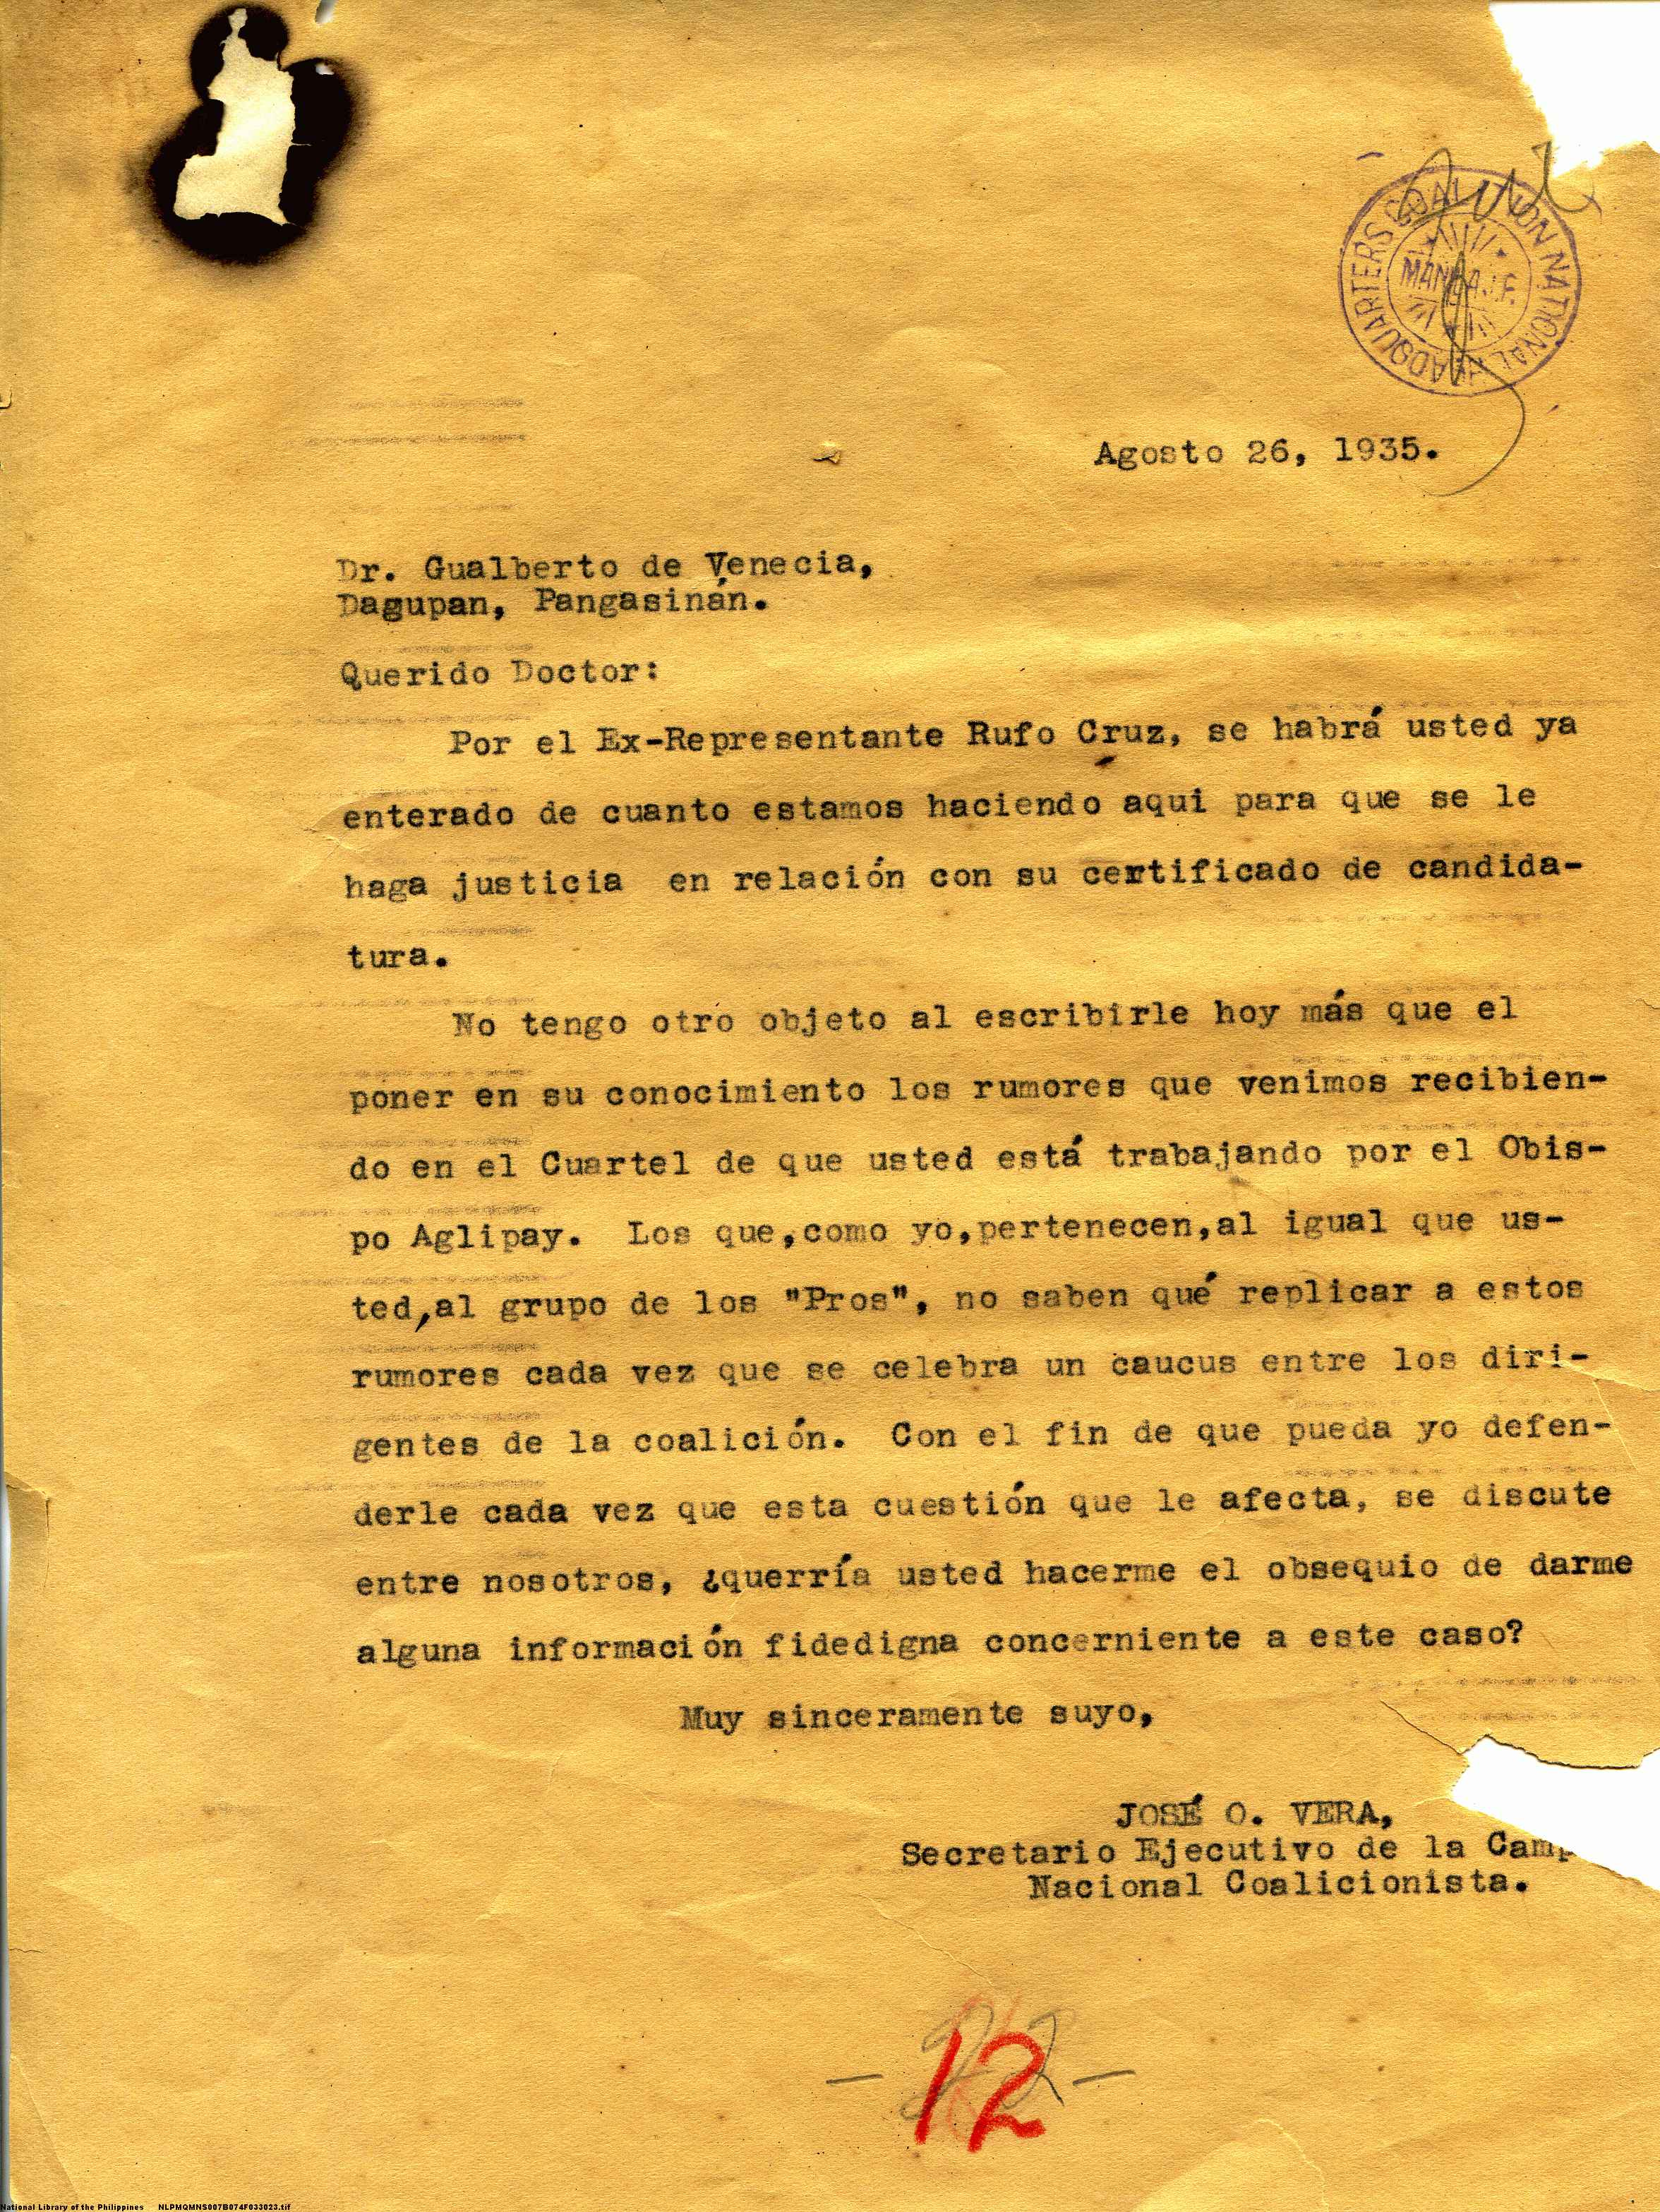 COALITION NATIONAL HEADQUARTERS
MANILA P.I.
Agosto 26, 1935.
Dr. Gualberto de Venecia,
Dagupan, Pangasinán.
Querido Doctor:
Por el Ex-Representante Rufo Cruz, se habrá usted ya
enterado de cuanto estamos haciendo aqui para que se le
haga justicia en relación con su certificado de candida-
tura.
No tengo otro objeto al escribirle hoy más que el
poner en su conocimiento los rumores que venimos recibien-
do en el Cuartel de que usted está trabajando por el Obis-
po Aglipay. Los que,como yo,pertenecen,al igual que us-
ted,al grupo de los "Pros", no saben qué replicar a estos
rumores cada vez que se celebra un caucus entre los diri-
gentes de la coalición. Con el fin de que pueda yo defen-
derle cada vez que esta cuestión que le afecta, se discute
entre nosotros, ¿querría usted hacerme el obsequio de darme
alguna información fidedigna concerniente a este caso?
Muy sinceramente suyo,
JOSÉ O. VERA,
Secretario Ejecutivo de la Camp
Nacional Coalicionista.
12
National Library of the Philippines NLPMQMNS007B074F033023.tif